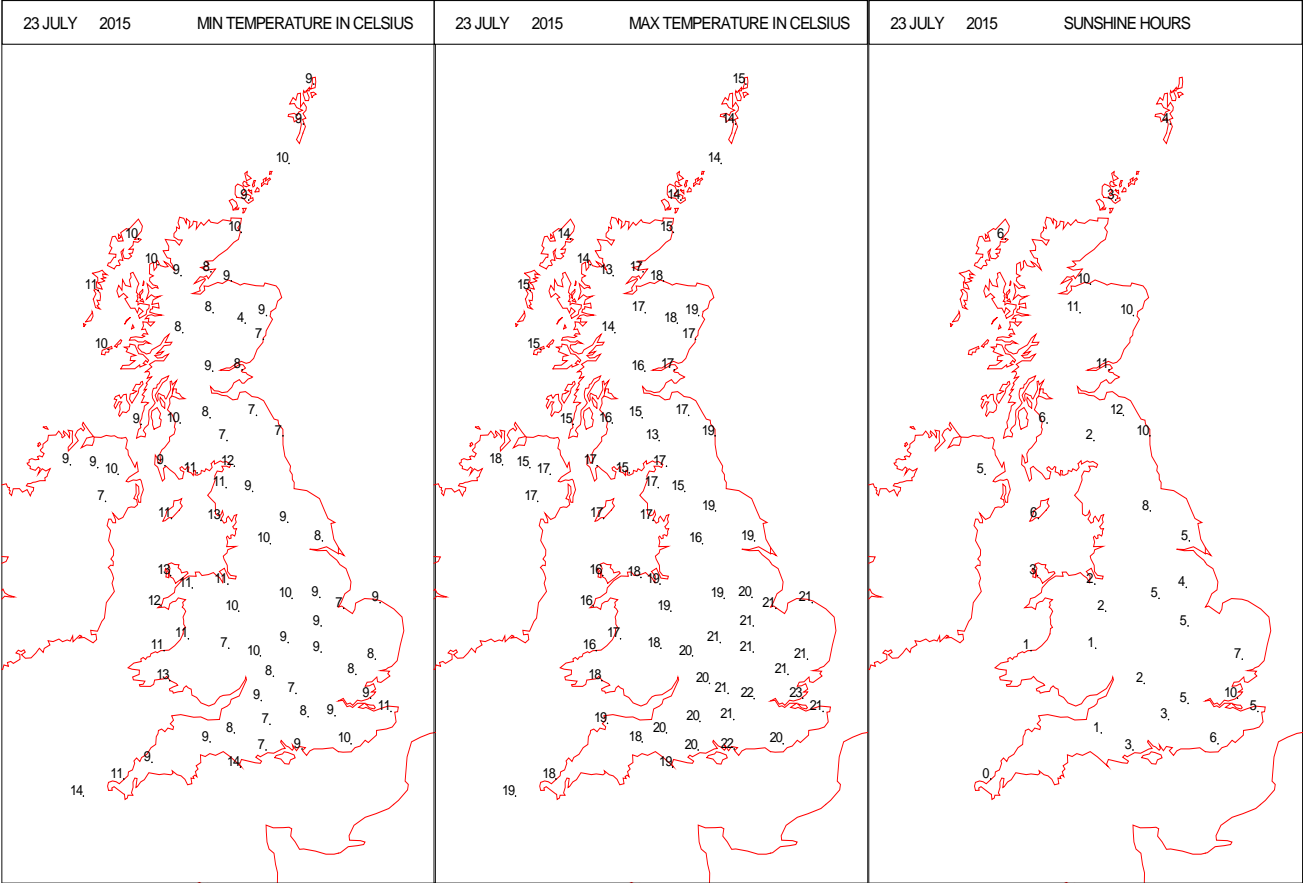 23 JULY 2015 MIN TEMPERATURE IN CELSIUS
9.
9.
10.
9.
10.
10.
10.
9. 8. 9.
11.
8. 4. 9.
8. 7.
10.
9. 8.
9. 10. 8. 7.
7. 7.
9. 9. 10. 9. 11. 12.
7. 11. 9.
11. 13. 9.
10. 8.
13. 11. 11.
12. 10. 10. 9. 7. 9.
11. 11. 7. 10. 9. 9. 9. 8.
13. 8. 8.
9. 7. 9. 11.
7. 8. 9.
9. 8. 7. 9. 10.
9. 14.
11.
14.
23 JULY 2015 MAX TEMPERATURE IN CELSIUS
15.
14.
14.
14.
15.
14.
14. 13. 17. 18.
15.
17. 18. 19.
14. 17.
15.
16. 17.
15. 16. 15. 17.
13. 19.
18. 15. 17. 17. 15. 17.
17. 17. 15.
17. 17. 19.
16. 19.
16. 18. 19.
16. 19. 19. 20. 21. 21.
16. 17. 18. 20. 21. 21. 21. 21.
18. 20. 21.
21. 22. 23. 21.
19. 20. 21.
18. 20. 20. 22. 20.
19.
18.
19.
23 JULY 2015 SUNSHINE HOURS
4.
3.
6.
10.
11. 10.
11.
6. 12.
2. 10.
5.
6. 8.
5.
3. 2.
2. 5. 4.
5.
1. 1. 7.
2.
5. 10. 5.
3.
1. 3. 6.
0.